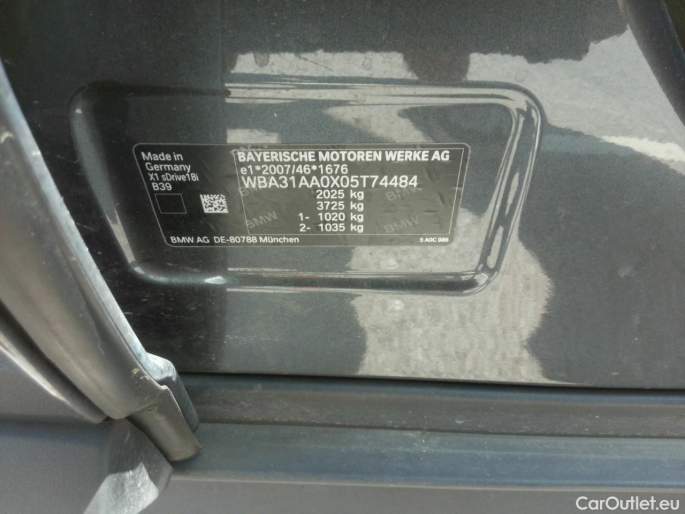 Made in
Germany
X1 sDrive18i
B39
BAYERISCHE MOTOREN WERKE AG
e1*2007/46*1676
WBA31AA0X05T74484
2025 kg
3725 kg
1- 1020 kg
2- 1035 kg
BMW AG DE-80788 München
CarOutlet.eu